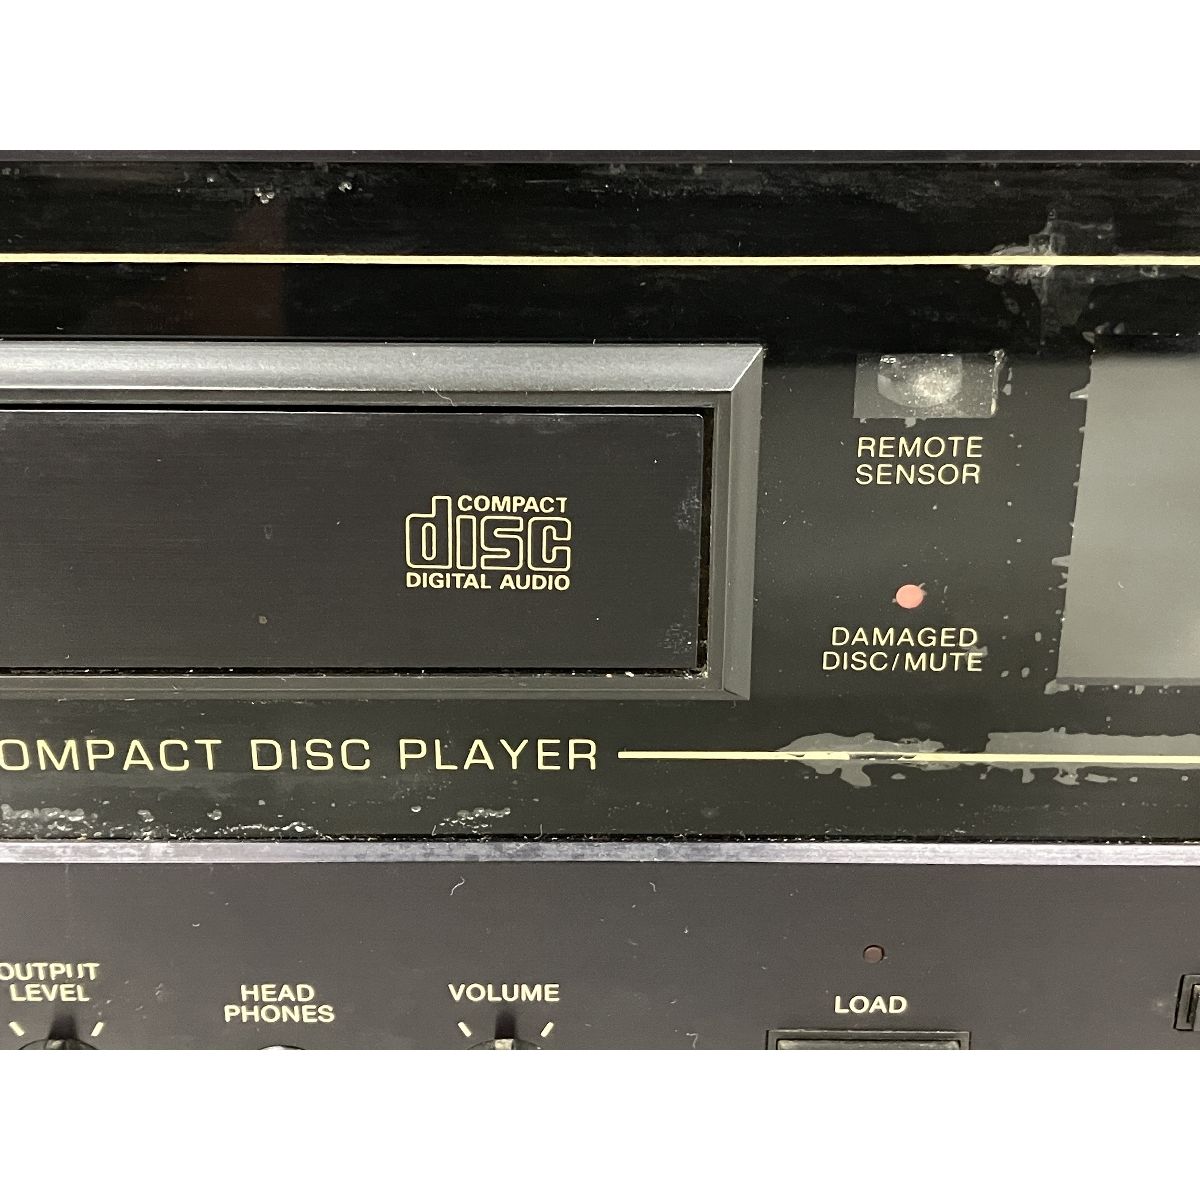 REMOTE
SENSOR
COMPACT
disc
DIGITAL AUDIO
DAMAGED
DISC/MUTE
OMPACT DISC PLAYER
OUTPUT
LEVEL
HEAD
PHONES
VOLUME
LOAD